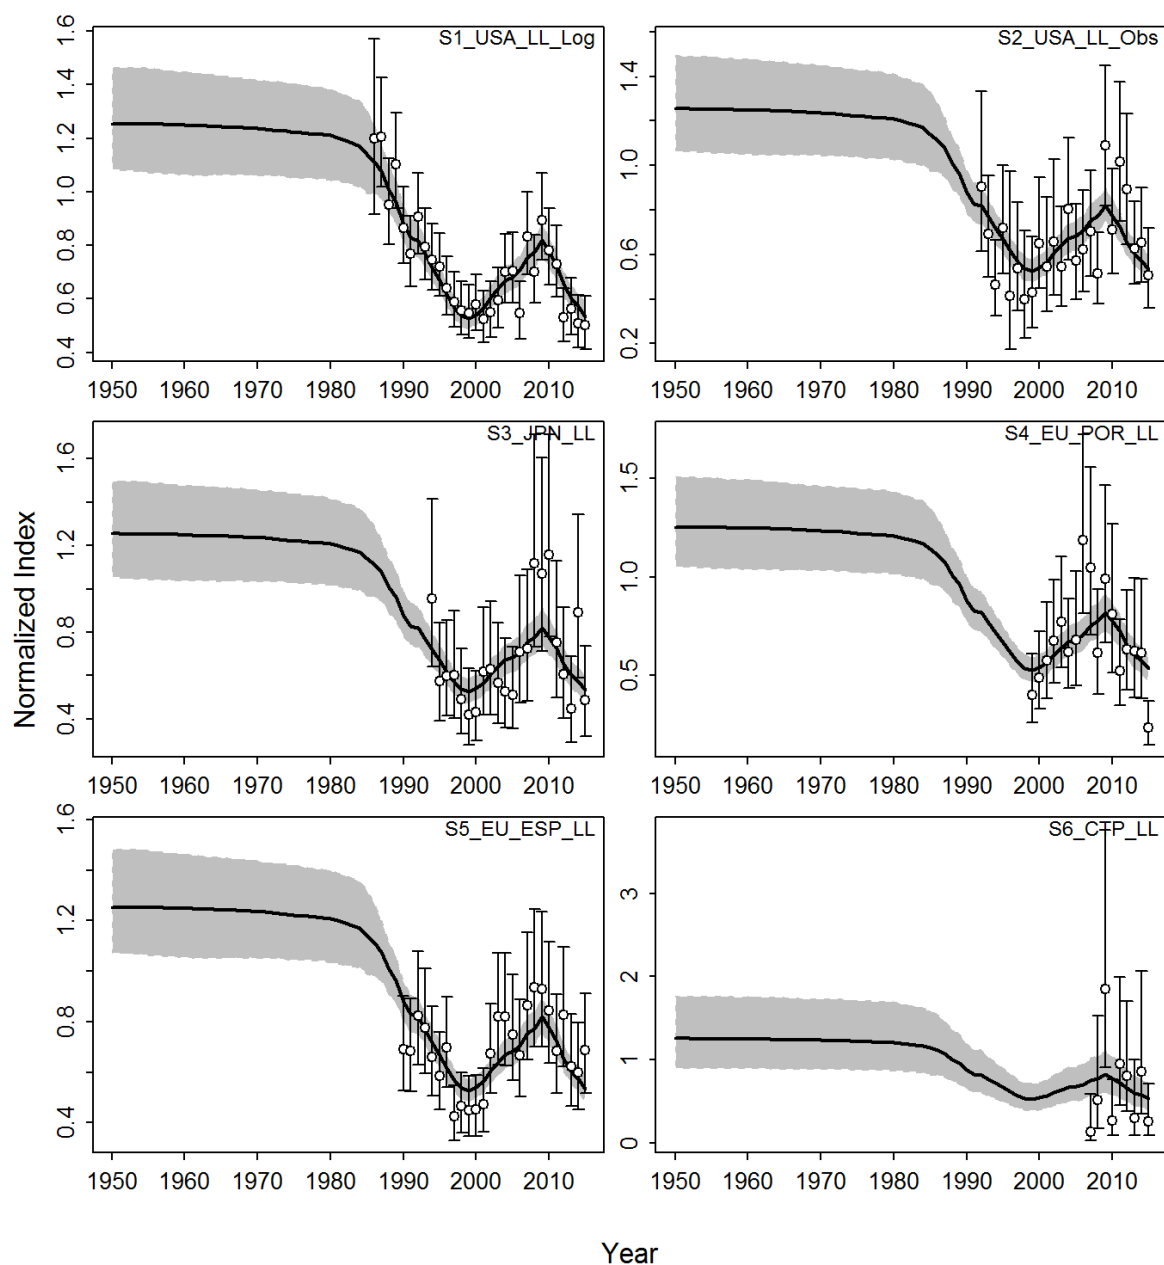 S1_USA_LL_Log
0.4 0.6 0.8 1.0 1.2 1.4 1.6
1950 1960 1970 1980 1990 2000 2010
S2_USA_LL_Obs
0.2 0.6 1.0 1.4
1950 1960 1970 1980 1990 2000 2010
S3_JPN_LL
0.4 0.8 1.2 1.6
1950 1960 1970 1980 1990 2000 2010
S4_EU_POR_LL
0.5 1.0 1.5
1950 1960 1970 1980 1990 2000 2010
S5_EU_ESP_LL
0.4 0.8 1.2 1.6
1950 1960 1970 1980 1990 2000 2010
S6_CTP_LL
0 1 2 3
1950 1960 1970 1980 1990 2000 2010
Normalized Index
Year